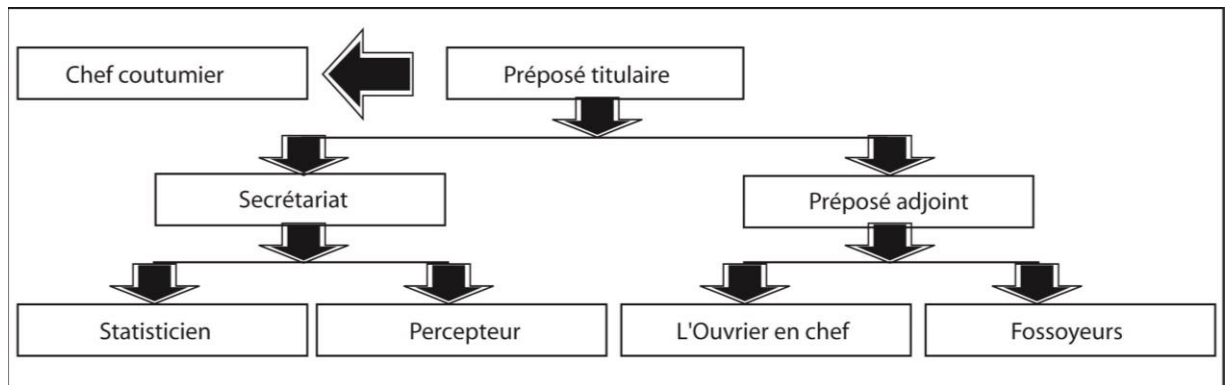 Chef coutumier
Préposé titulaire
Secrétariat
Préposé adjoint
Statisticien
Percepteur
L'Ouvrier en chef
Fossoyeurs